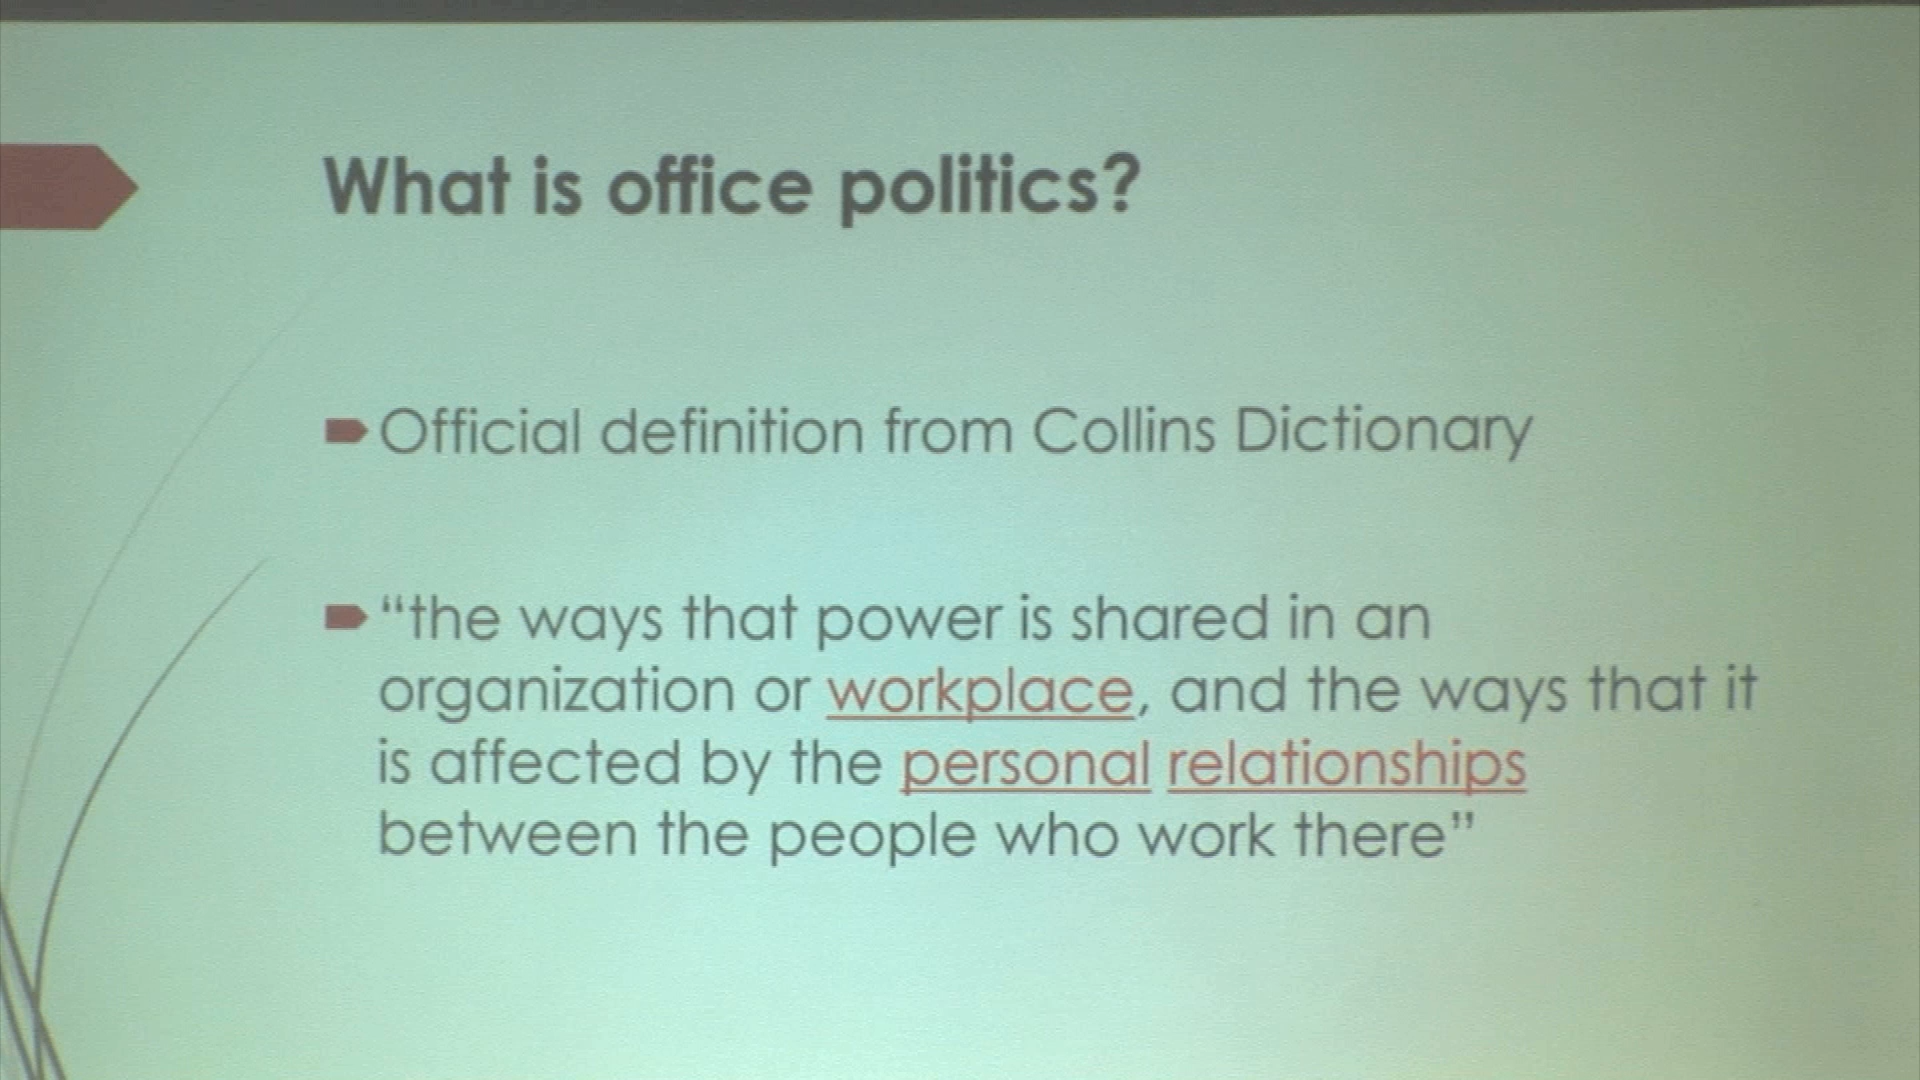 What is office politics?
Official definition from Collins Dictionary
“the ways that power is shared in an
organization or workplace, and the ways that it
is affected by the personal relationships
between the people who work there”